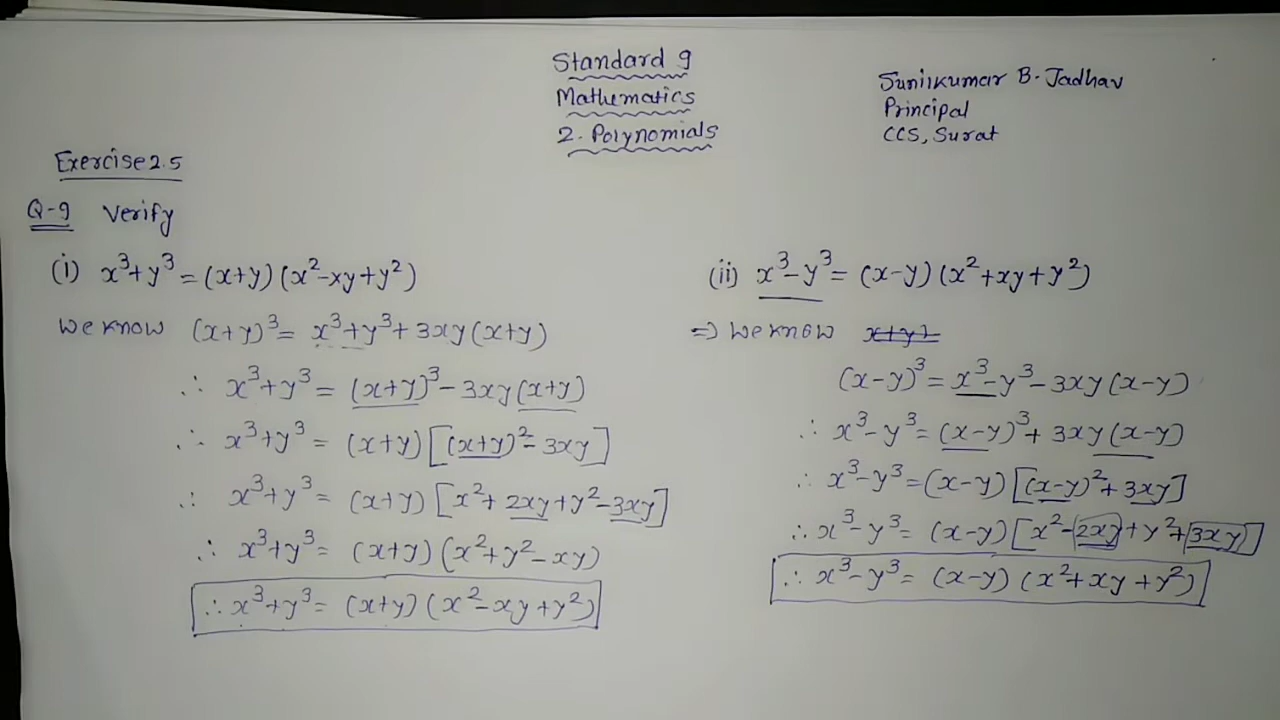 Standard 9
Mathematics
2. Polynomials
Sunilkumar B. Jadhav
Principal
CCS, Surat
Exercise 2.5
Q-9 Verify
(i) x³+y³ = (x+y) (x²-xy+y²)
We know (x+y)³ = x³+y³+3xy(x+y)
∴ x³+y³ = (x+y)³-3xy(x+y)
∴ x³+y³ = (x+y)[(x+y)²-3xy]
∴ x³+y³ = (x+y)[x²+2xy+y²-3xy]
∴ x³+y³ = (x+y)(x²+y²-xy)
∴ x³+y³ = (x+y)(x²-xy+y²)
(ii) x³-y³ = (x-y)(x²+xy+y²)
⇒ We know
(x-y)³ = x³-y³-3xy(x-y)
∴ x³-y³ = (x-y)³+3xy(x-y)
∴ x³-y³ = (x-y)[(x-y)²+3xy]
∴ x³-y³ = (x-y)[x²-2xy+y²+3xy]
∴ x³-y³ = (x-y)(x²+xy+y²)